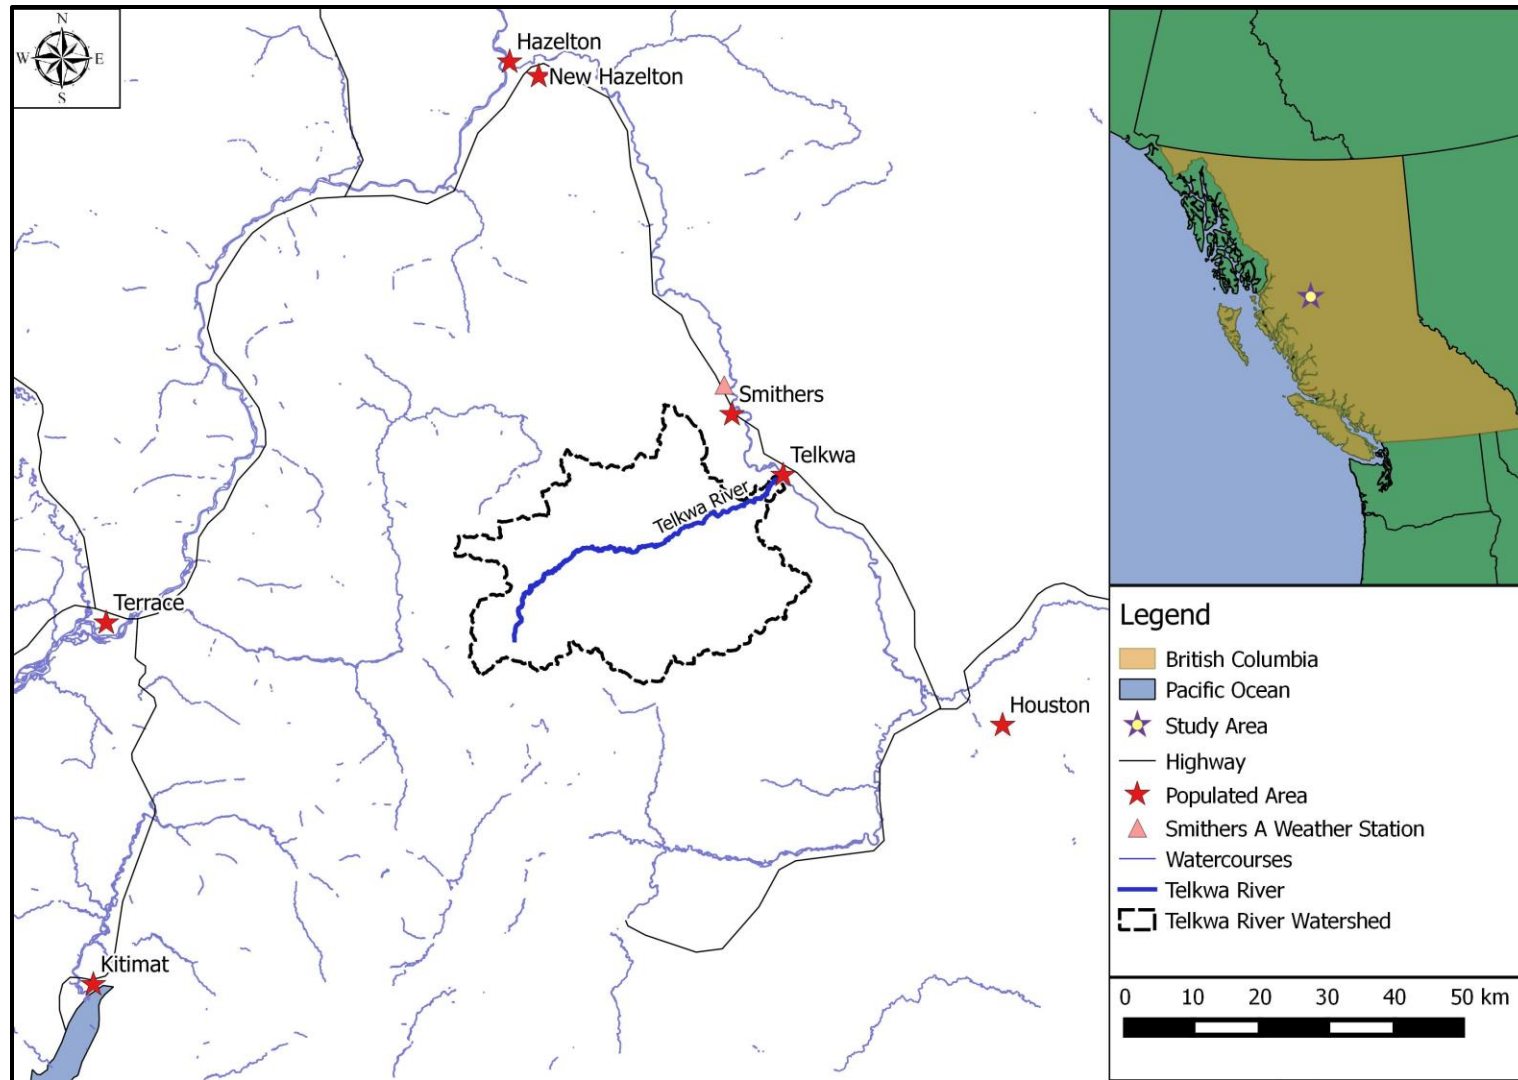 N
W E
S
Hazelton
New Hazelton
Smithers
Telkwa
Telkwa River
Terrace
Houston
Kitimat
Legend
British Columbia
Pacific Ocean
Study Area
Highway
Populated Area
Smithers A Weather Station
Watercourses
Telkwa River
Telkwa River Watershed
0 10 20 30 40 50 km